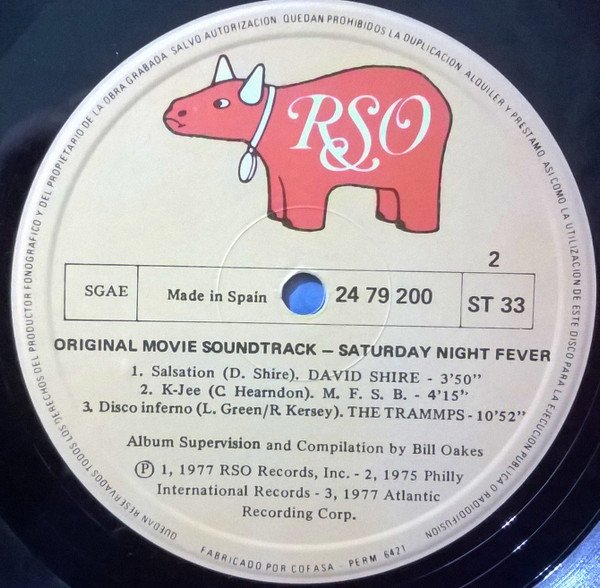 QUEDAN RESERVADOS TODOS LOS DERECHOS DEL PRODUCTOR FONOGRAFICO Y DEL PROPIETARIO DE LA OBRA GRABADA SALVO AUTORIZACION QUEDAN PROHIBIDOS LA DUPLICACION, ALQUILER Y PRESTAMO ASI COMO LA UTILIZACION DE ESTE DISCO PARA LA EJECUCION PUBLICA O RADIODIFUSION
RSO
2
SGAE Made in Spain 24 79 200 ST 33
ORIGINAL MOVIE SOUNDTRACK – SATURDAY NIGHT FEVER
1. Salsation (D. Shire). DAVID SHIRE - 3'50"
2. K-Jee (C Hearndon). M. F. S. B. - 4'15"
3. Disco inferno (L. Green/R Kersey). THE TRAMMPS - 10'52"
Album Supervision and Compilation by Bill Oakes
Ⓟ 1, 1977 RSO Records, Inc. - 2, 1975 Philly
International Records - 3, 1977 Atlantic
Recording Corp.
FABRICADO POR COFASA - PERM 6421